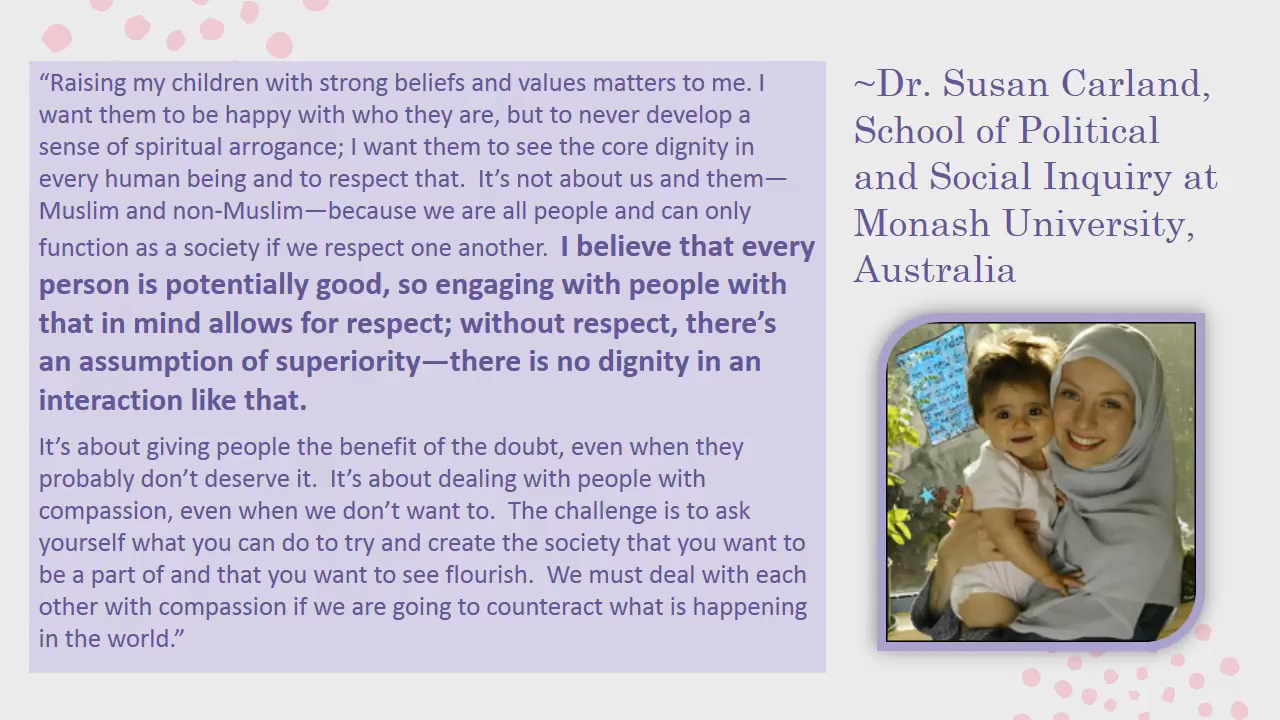 “Raising my children with strong beliefs and values matters to me. I
want them to be happy with who they are, but to never develop a
sense of spiritual arrogance; I want them to see the core dignity in
every human being and to respect that.  It’s not about us and them—
Muslim and non-Muslim—because we are all people and can only
function as a society if we respect one another.  I believe that every
person is potentially good, so engaging with people with
that in mind allows for respect; without respect, there’s
an assumption of superiority—there is no dignity in an
interaction like that.
It’s about giving people the benefit of the doubt, even when they
probably don’t deserve it.  It’s about dealing with people with
compassion, even when we don’t want to.  The challenge is to ask
yourself what you can do to try and create the society that you want to
be a part of and that you want to see flourish.  We must deal with each
other with compassion if we are going to counteract what is happening
in the world.”
~Dr. Susan Carland,
School of Political
and Social Inquiry at
Monash University,
Australia